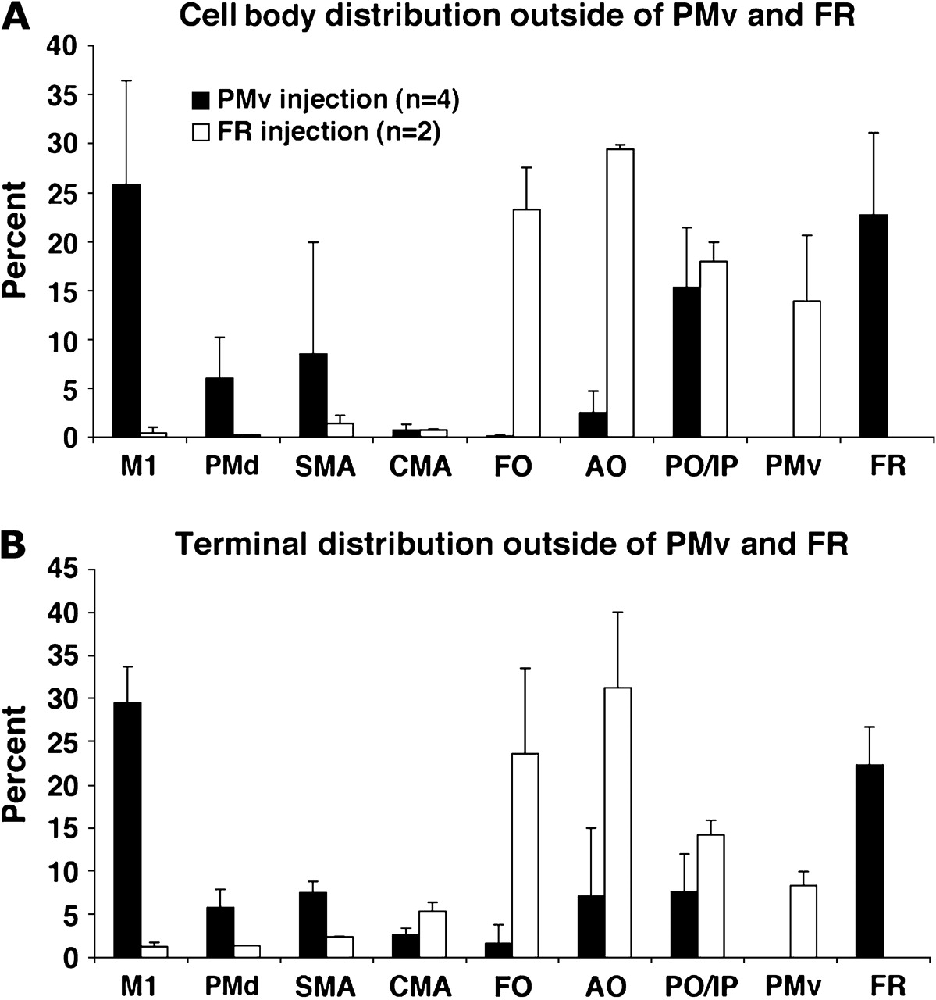 A
Cell body distribution outside of PMv and FR
40
35
30
25
20
15
10
5
0
Percent
PMv injection (n=4)
FR injection (n=2)
M1 PMd SMA CMA FO AO PO/IP PMv FR
B
Terminal distribution outside of PMv and FR
45
40
35
30
25
20
15
10
5
0
Percent
M1 PMd SMA CMA FO AO PO/IP PMv FR